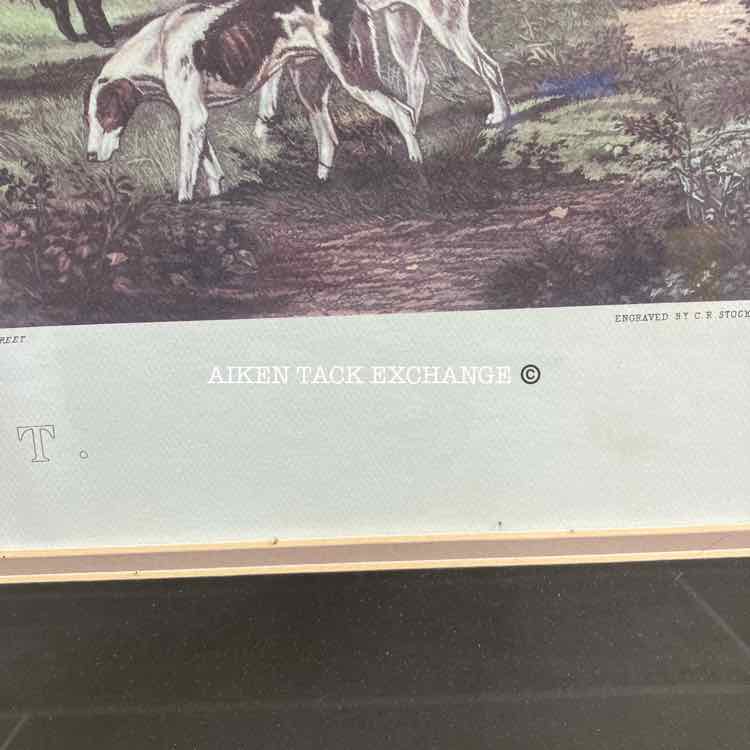 ENGRAVED BY C. R. STOCK
REET
AIKEN TACK EXCHANGE ©
T.